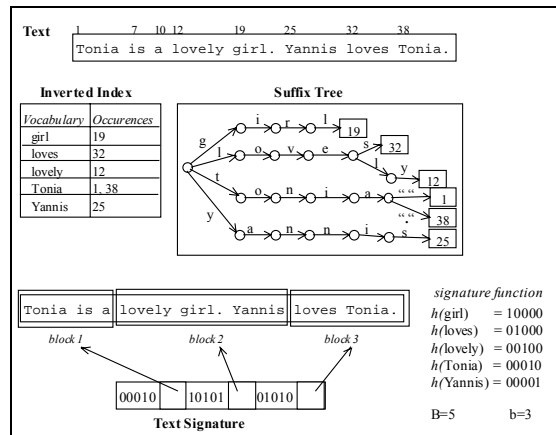 1 7 10 12 19 25 32 38
Text
Tonia is a lovely girl. Yannis loves Tonia.
Inverted Index
Vocabulary Occurences
girl 19
loves 32
lovely 12
Tonia 1, 38
Yannis 25
Suffix Tree
g i r l 19
l o v e s 32
l y 12
t o n i a “ “ 1
“.“ 38
y a n n i s 25
Tonia is a lovely girl. Yannis loves Tonia.
block 1 block 2 block 3
00010 10101 01010
Text Signature
signature function
h(girl) = 10000
h(loves) = 01000
h(lovely) = 00100
h(Tonia) = 00010
h(Yannis) = 00001
B=5 b=3